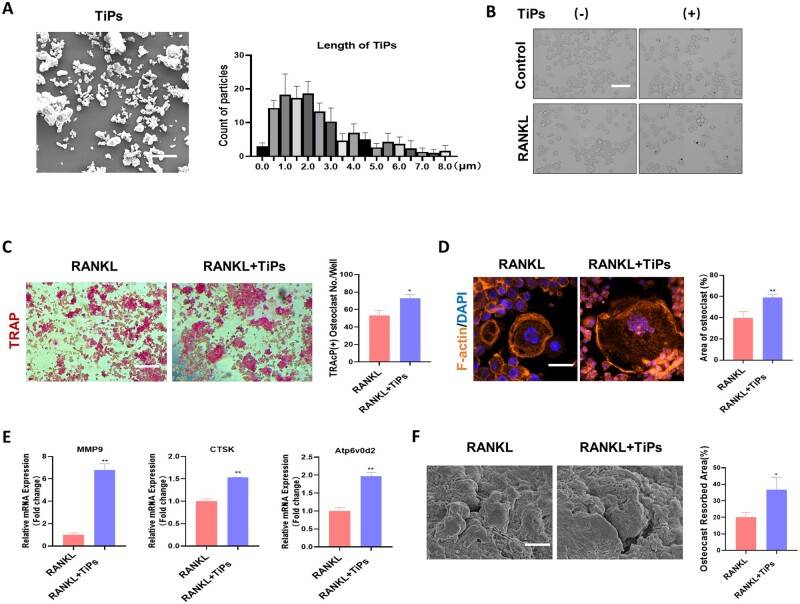 A
TiPs
Length of TiPs
Count of particles
30
20
10
0
0.0 1.0 2.0 3.0 4.0 5.0 6.0 7.0 8.0 (μm)
B
TiPs (-) (+)
Control
RANKL
C
RANKL RANKL+TiPs
TRAP
TRAcP(+) Osteoclast No./Well
100
80
60
40
20
0
*
RANKL
RANKL+TiPs
D
RANKL RANKL+TiPs
F-actin/DAPI
Area of osteoclast (%)
80
60
40
20
0
**
RANKL
RANKL+TiPs
E
MMP9
Relative mRNA Expression
(Fold change)
8
6
4
2
0
**
RANKL
RANKL+TiPs
CTSK
Relative mRNA Expression
(Fold change)
2.0
1.5
1.0
0.5
0.0
**
RANKL
RANKL+TiPs
Atp6v0d2
Relative mRNA Expression
(Fold change)
2.5
2.0
1.5
1.0
0.5
0.0
**
RANKL
RANKL+TiPs
F
RANKL RANKL+TiPs
Osteocast Resorbed Area(%)
60
40
20
0
*
RANKL
RANKL+TiPs